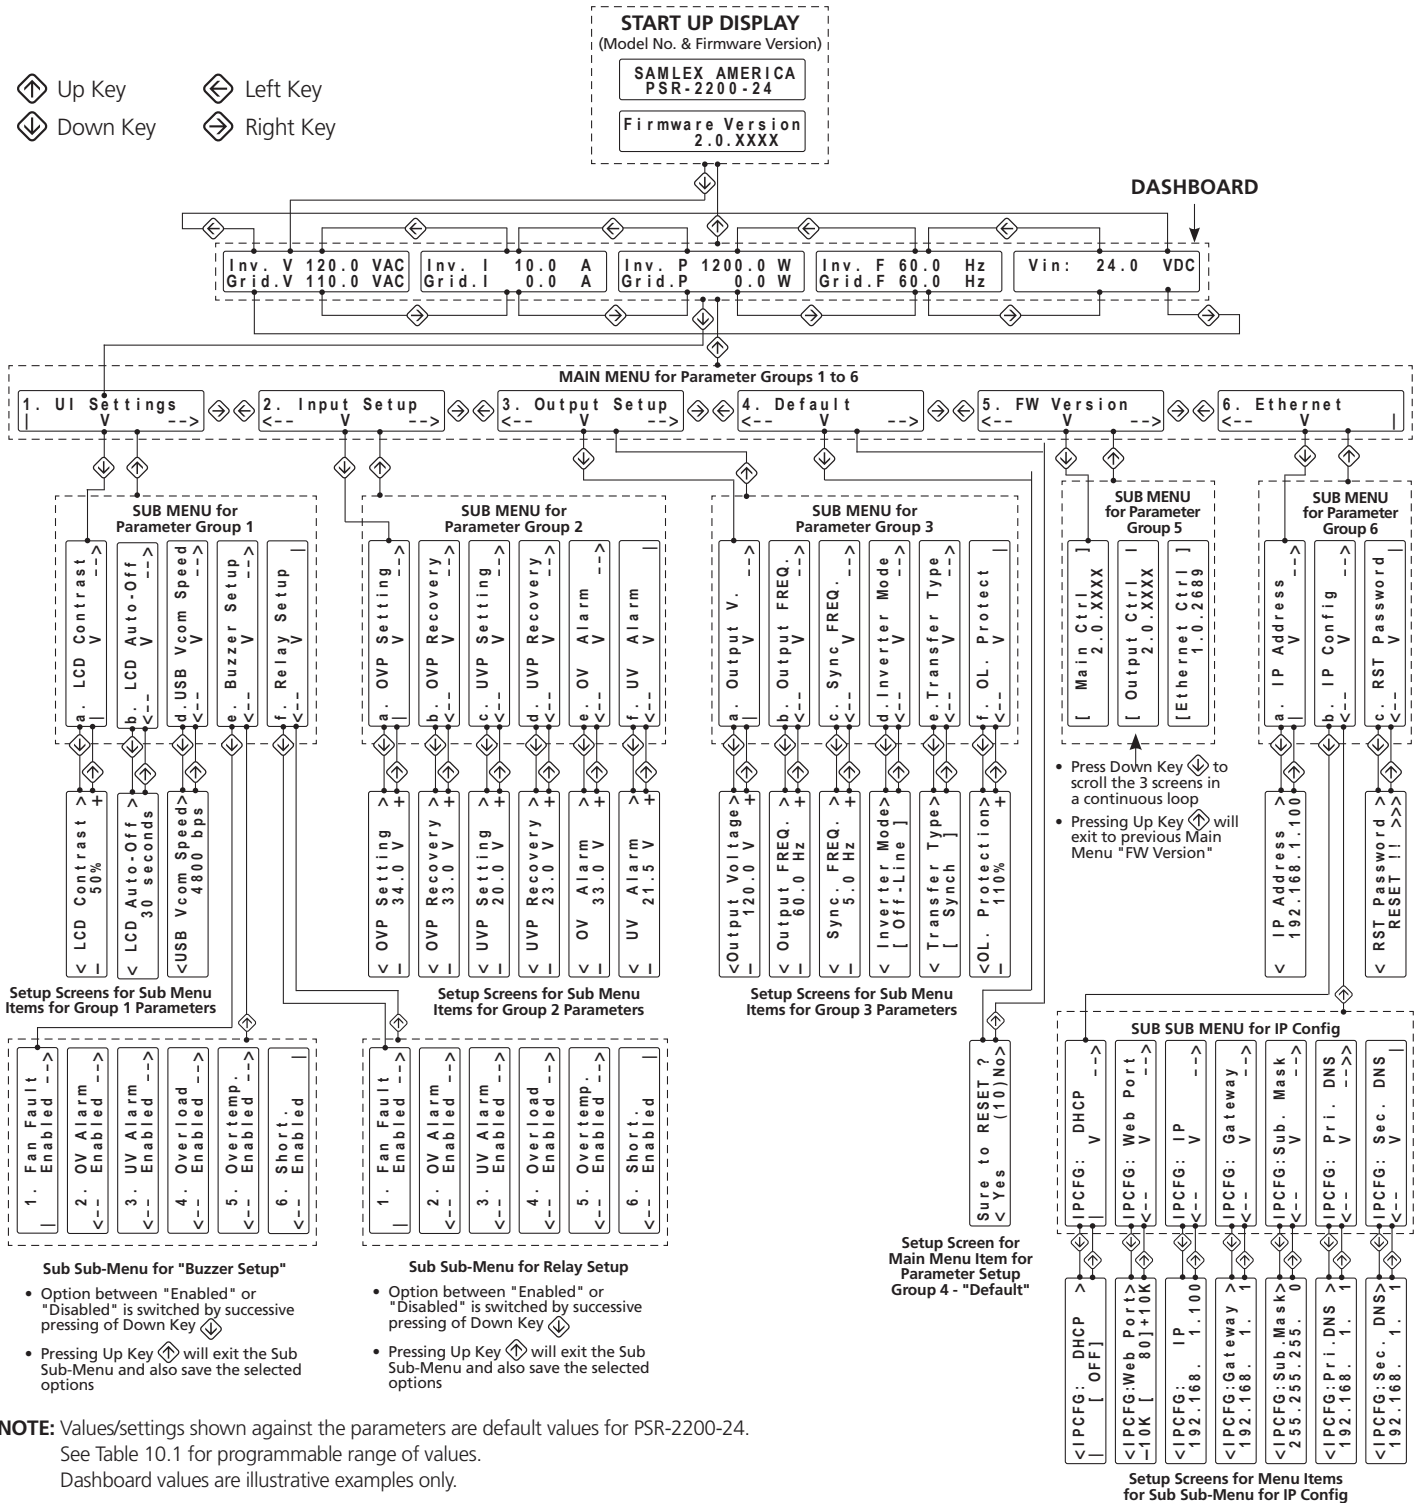 START UP DISPLAY
(Model No. & Firmware Version)
SAMLEX AMERICA
PSR-2200-24
Firmware Version
2.0.XXXX
Up Key
Left Key
Down Key
Right Key
DASHBOARD
Inv. V 120.0 VAC
Grid.V 110.0 VAC
Inv. I 10.0 A
Grid.I 0.0 A
Inv. P 1200.0 W
Grid.P 0.0 W
Inv. F 60.0 Hz
Grid.F 60.0 Hz
Vin: 24.0 VDC
MAIN MENU for Parameter Groups 1 to 6
1. UI Settings
| V -->
2. Input Setup
<-- V -->
3. Output Setup
<-- V -->
4. Default
<-- V -->
5. FW Version
<-- V -->
6. Ethernet
<-- V |
SUB MENU for
Parameter Group 1
a. LCD Contrast
| V -->
b. LCD Auto-Off
<-- V -->
d.USB Vcom Speed
<-- V -->
e. Buzzer Setup
<-- V -->
f. Relay Setup
<-- V |
SUB MENU for
Parameter Group 2
a. OVP Setting
| V -->
b. OVP Recovery
<-- V -->
c. UVP Setting
<-- V -->
d. UVP Recovery
<-- V -->
e. OV Alarm
<-- V -->
f. UV Alarm
<-- V |
SUB MENU for
Parameter Group 3
a. Output V.
| V -->
b. Output FREQ.
<-- V -->
c. Sync FREQ.
<-- V -->
d.Inverter Mode
<-- V -->
e.Transfer Type
<-- V -->
f. OL. Protect
<-- V |
SUB MENU
for Parameter
Group 5
[ Main Ctrl ]
2.0.XXXX
[ Output Ctrl ]
2.0.XXXX
[Ethernet Ctrl ]
1.0.2689
SUB MENU
for Parameter
Group 6
a. IP Address
| V -->
b. IP Config
<-- V -->
c. RST Password
<-- V |
< LCD Contrast >
– 50% +
< LCD Auto-Off >
30 seconds
<USB Vcom Speed>
4800 bps
Setup Screens for Sub Menu
Items for Group 1 Parameters
< OVP Setting >
– 34.0 V +
< OVP Recovery >
– 33.0 V +
< UVP Setting >
– 20.0 V +
< UVP Recovery >
– 23.0 V +
< OV Alarm >
– 33.0 V +
< UV Alarm >
– 21.5 V +
Setup Screens for Sub Menu
Items for Group 2 Parameters
<Output Voltage>
– 120.0 V +
< Output FREQ. >
– 60.0 Hz +
< Sync. FREQ. >
– 5.0 Hz +
< Inverter Mode>
[ Off-Line ]
< Transfer Type>
[ Synch ]
<OL. Protection>
– 110% +
Setup Screens for Sub Menu
Items for Group 3 Parameters
• Press Down Key to
scroll the 3 screens in
a continuous loop
• Pressing Up Key will
exit to previous Main
Menu "FW Version"
< IP Address >
192.168.1.100
< RST Password >
RESET !! >>>
1. Fan Fault
| Enabled -->
2. OV Alarm
<-- Enabled -->
3. UV Alarm
<-- Enabled -->
4. Overload
<-- Enabled -->
5. Overtemp.
<-- Enabled -->
6. Short.
<-- Enabled |
Sub Sub-Menu for "Buzzer Setup"
• Option between "Enabled" or
"Disabled" is switched by successive
pressing of Down Key
• Pressing Up Key will exit the Sub
Sub-Menu and also save the selected
options
1. Fan Fault
| Enabled -->
2. OV Alarm
<-- Enabled -->
3. UV Alarm
<-- Enabled -->
4. Overload
<-- Enabled -->
5. Overtemp.
<-- Enabled -->
6. Short.
<-- Enabled |
Sub Sub-Menu for Relay Setup
• Option between "Enabled" or
"Disabled" is switched by successive
pressing of Down Key
• Pressing Up Key will exit the Sub
Sub-Menu and also save the selected
options
Sure to RESET ?
< Yes (10)No>
Setup Screen for
Main Menu Item for
Parameter Setup
Group 4 - "Default"
SUB SUB MENU for IP Config
IPCFG: DHCP
| V -->
IPCFG: Web Port
<-- V -->
IPCFG: IP
<-- V -->
IPCFG: Gateway
<-- V -->
IPCFG:Sub. Mask
<-- V -->
IPCFG: Pri. DNS
<-- V -->>
IPCFG: Sec. DNS
<-- V |
<IPCFG: DHCP >
| [ OFF]
<IPCFG:Web Port>
–10K [ 80]+10K
<IPCFG: IP
192.168. 1.100
<IPCFG:Gateway >
192.168. 1. 1
<IPCFG:Sub.Mask>
255.255.255. 0
<IPCFG:Pri.DNS >
192.168. 1. 1
<IPCFG:Sec. DNS>
192.168. 1. 1
Setup Screens for Menu Items
for Sub Sub-Menu for IP Config
NOTE: Values/settings shown against the parameters are default values for PSR-2200-24.
See Table 10.1 for programmable range of values.
Dashboard values are illustrative examples only.